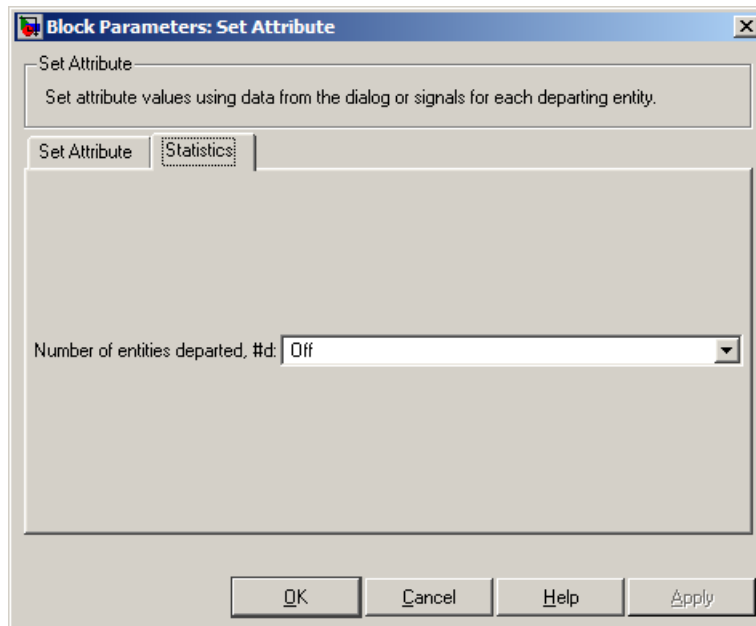 Block Parameters: Set Attribute
Set Attribute
Set attribute values using data from the dialog or signals for each departing entity.
Set Attribute Statistics
Number of entities departed, #d: Off
OK Cancel Help Apply